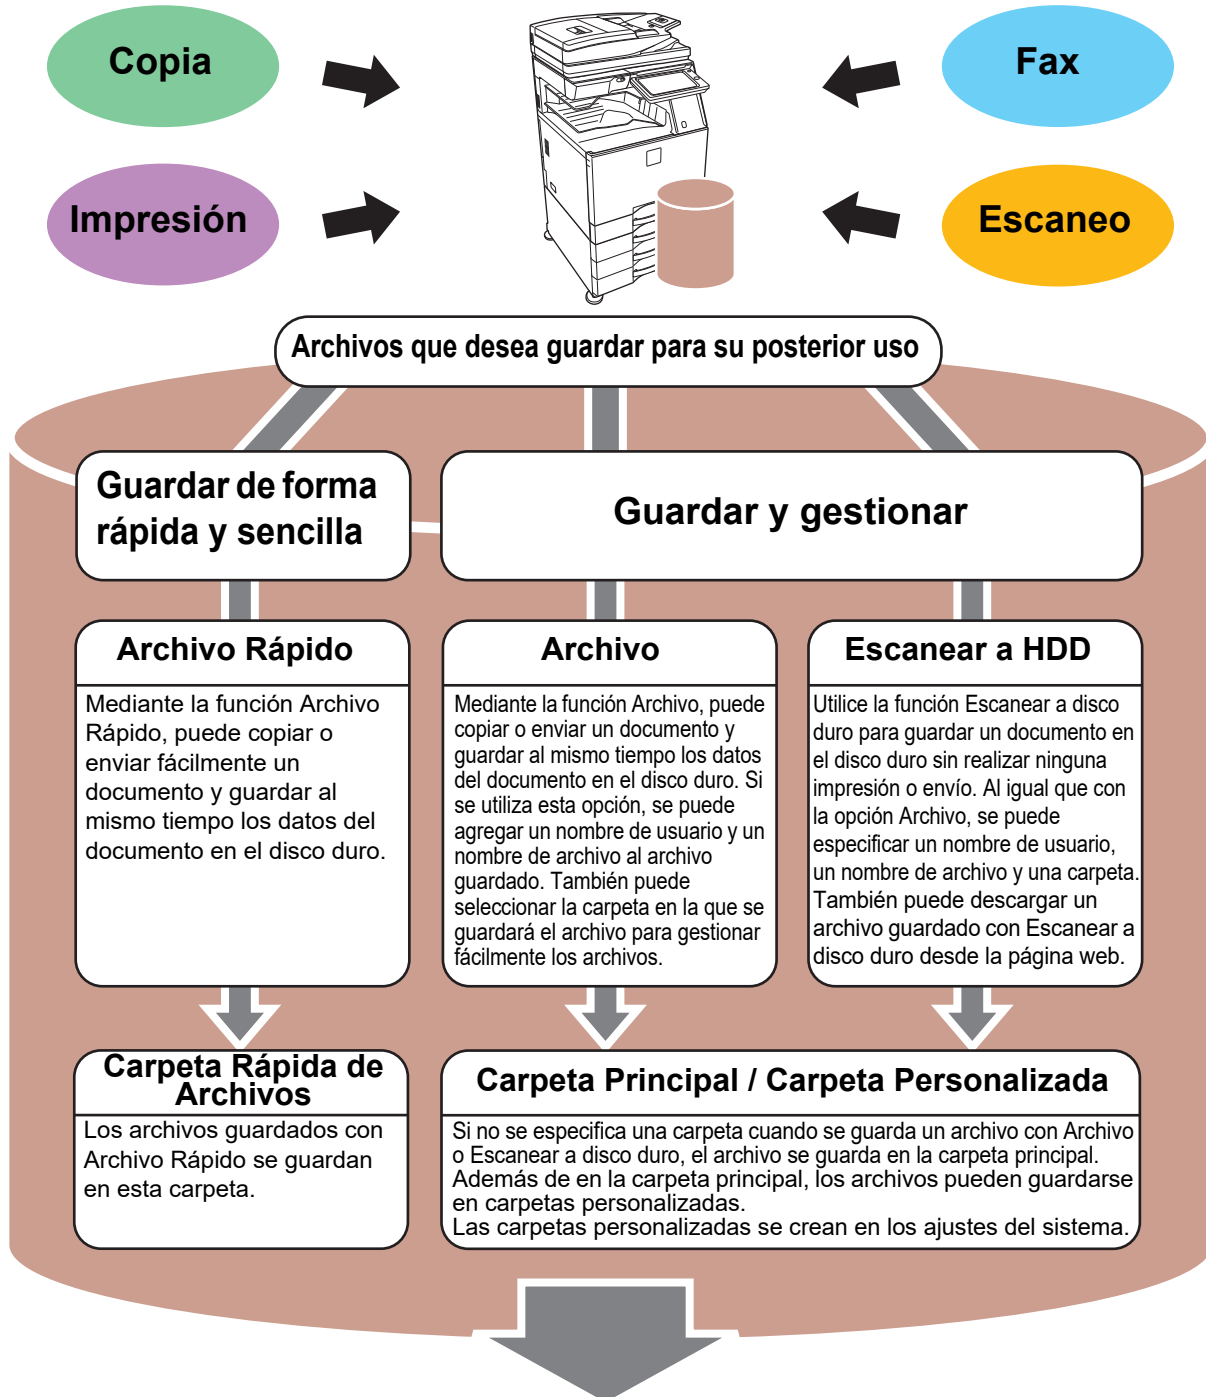 Copia
Fax
Impresión
Escaneo
Archivos que desea guardar para su posterior uso
Guardar de forma
rápida y sencilla
Guardar y gestionar
Archivo Rápido
Mediante la función Archivo
Rápido, puede copiar o
enviar fácilmente un
documento y guardar al
mismo tiempo los datos del
documento en el disco duro.
Archivo
Mediante la función Archivo, puede
copiar o enviar un documento y
guardar al mismo tiempo los datos
del documento en el disco duro. Si
se utiliza esta opción, se puede
agregar un nombre de usuario y un
nombre de archivo al archivo
guardado. También puede
seleccionar la carpeta en la que se
guardará el archivo para gestionar
fácilmente los archivos.
Escanear a HDD
Utilice la función Escanear a disco
duro para guardar un documento en
el disco duro sin realizar ninguna
impresión o envío. Al igual que con
la opción Archivo, se puede
especificar un nombre de usuario,
un nombre de archivo y una carpeta.
También puede descargar un
archivo guardado con Escanear a
disco duro desde la página web.
Carpeta Rápida de
Archivos
Los archivos guardados con
Archivo Rápido se guardan
en esta carpeta.
Carpeta Principal / Carpeta Personalizada
Si no se especifica una carpeta cuando se guarda un archivo con Archivo
o Escanear a disco duro, el archivo se guarda en la carpeta principal.
Además de en la carpeta principal, los archivos pueden guardarse
en carpetas personalizadas.
Las carpetas personalizadas se crean en los ajustes del sistema.